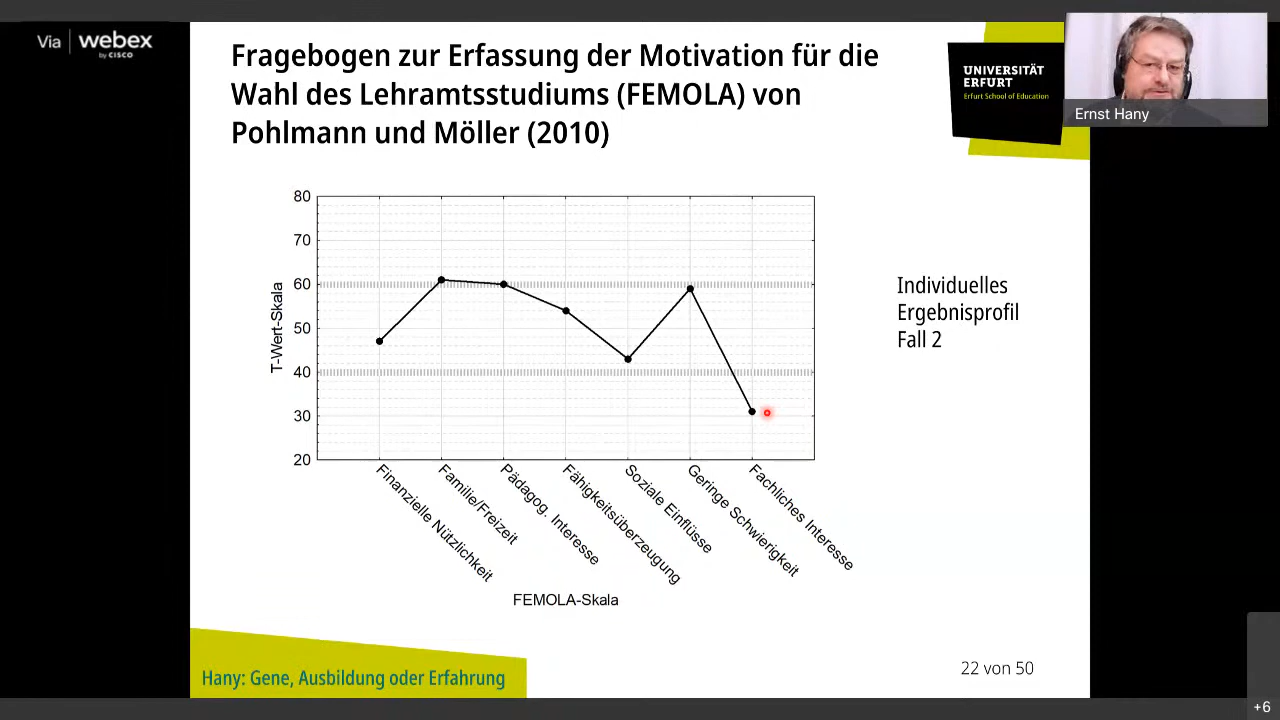 Via webex
by CISCO
Fragebogen zur Erfassung der Motivation für die
Wahl des Lehramtsstudiums (FEMOLA) von
Pohlmann und Möller (2010)
UNIVERSITÄT
ERFURT
Erfurt School of Education
Ernst Hany
80
70
60
50
40
30
20
T-Wert-Skala
Finanzielle Nützlichkeit
Familie/Freizeit
Pädagog. Interesse
Fähigkeitsüberzeugung
Soziale Einflüsse
Geringe Schwierigkeit
Fachliches Interesse
FEMOLA-Skala
Individuelles
Ergebnisprofil
Fall 2
Hany: Gene, Ausbildung oder Erfahrung
22 von 50
+6